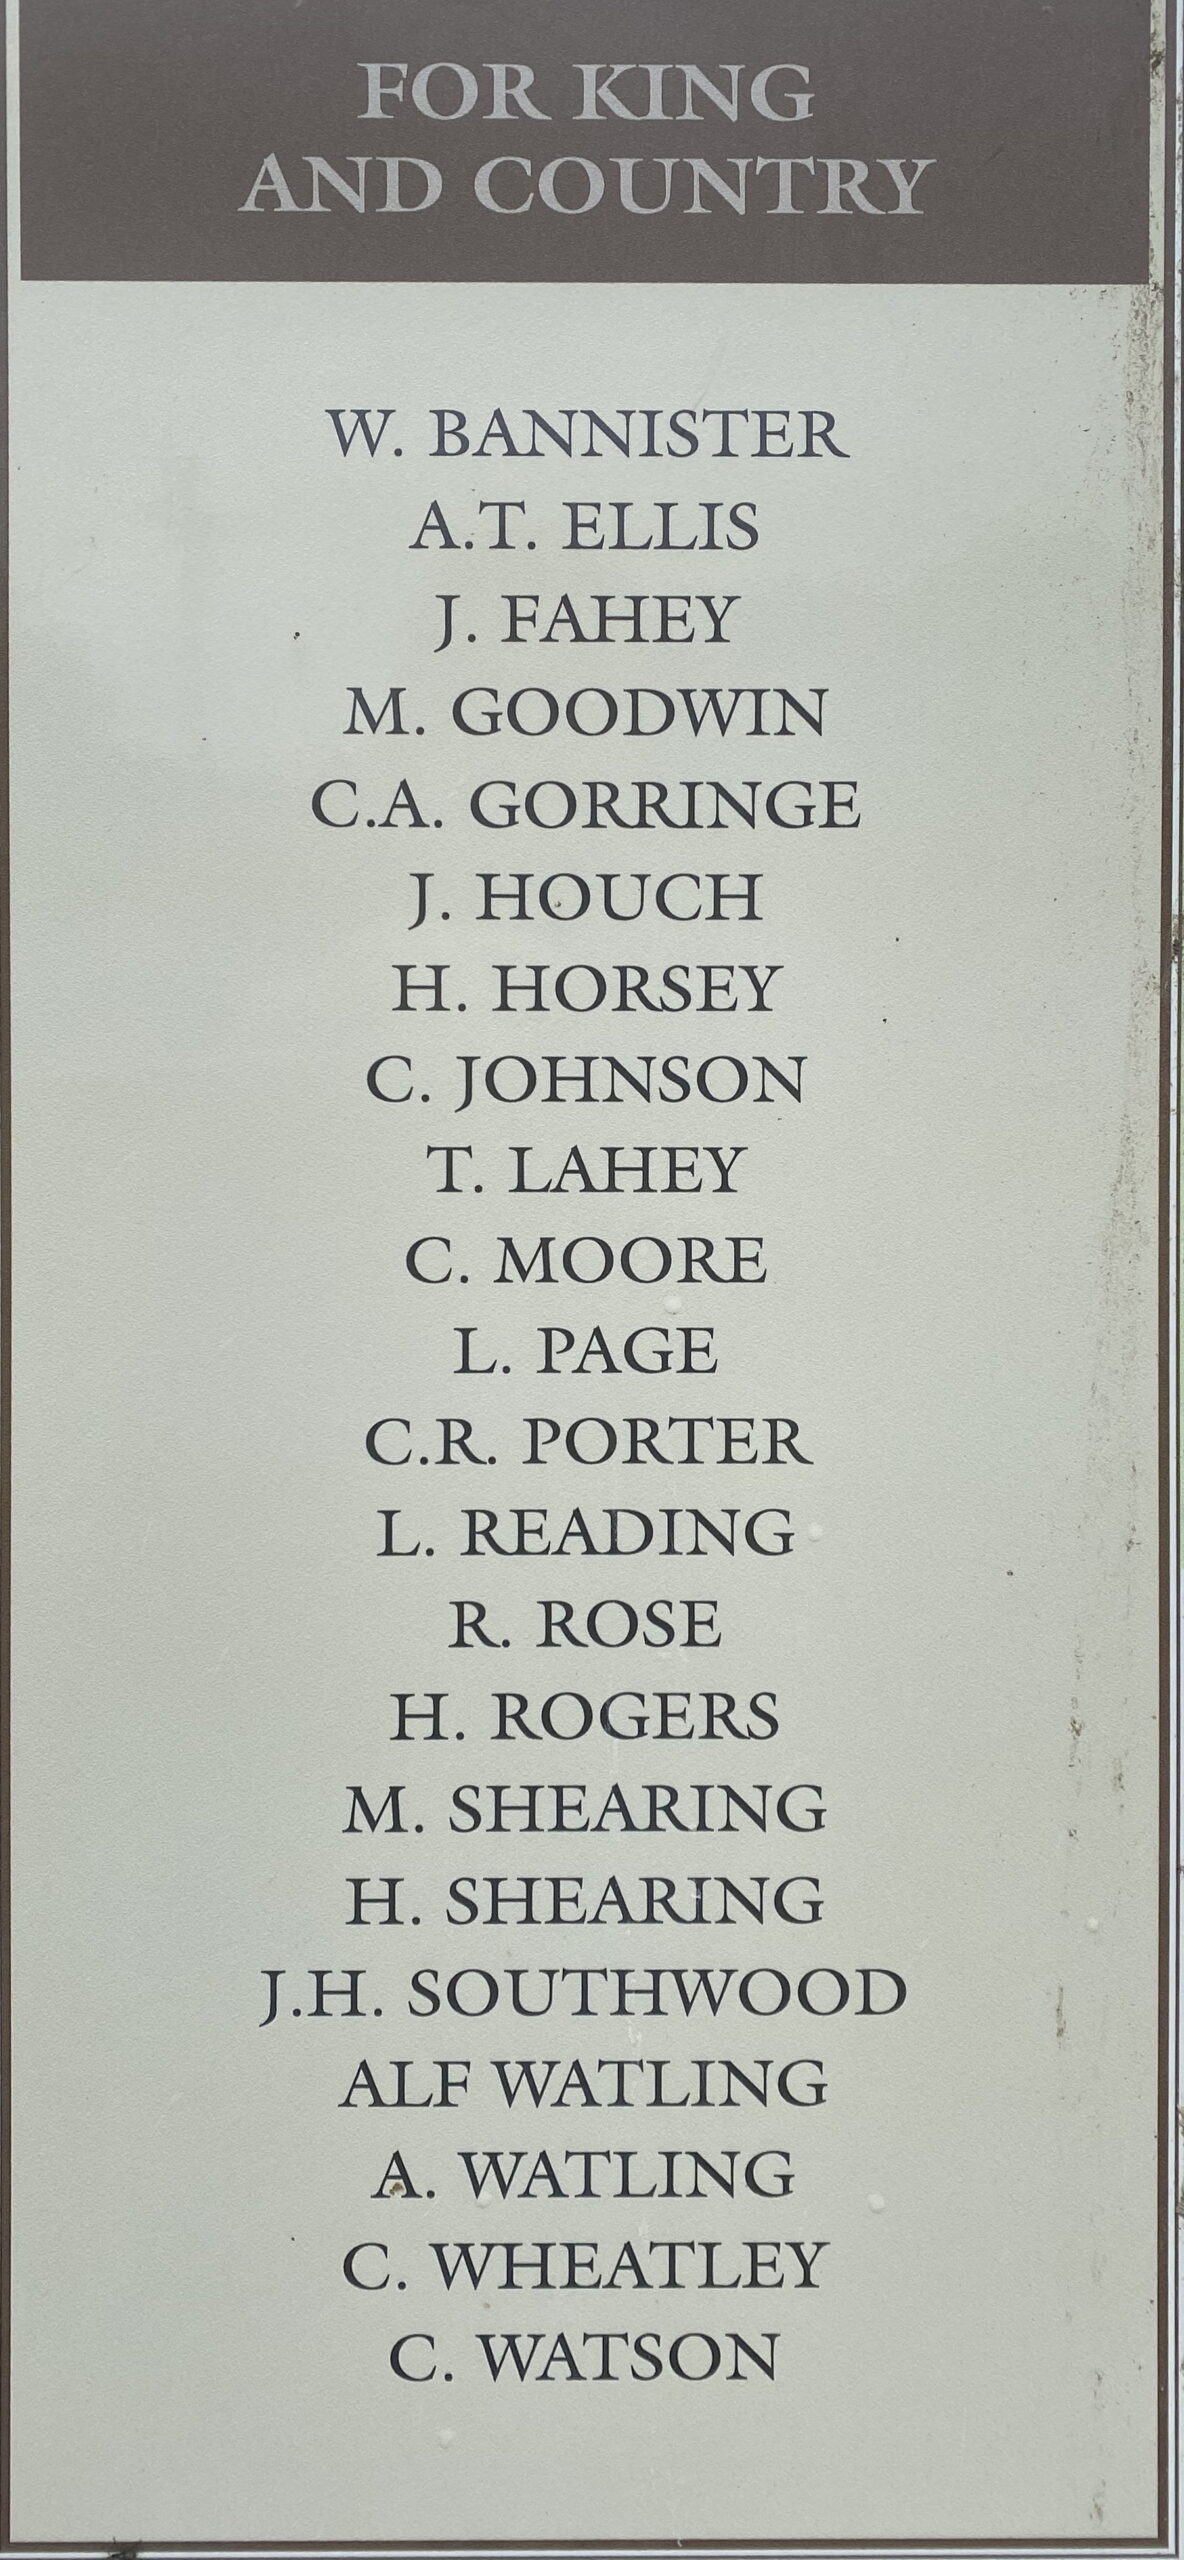 FOR KING
AND COUNTRY
W. BANNISTER
A.T. ELLIS
J. FAHEY
M. GOODWIN
C.A. GORRINGE
J. HOUCH
H. HORSEY
C. JOHNSON
T. LAHEY
C. MOORE
L. PAGE
C.R. PORTER
L. READING
R. ROSE
H. ROGERS
M. SHEARING
H. SHEARING
J.H. SOUTHWOOD
ALF WATLING
A. WATLING
C. WHEATLEY
C. WATSON